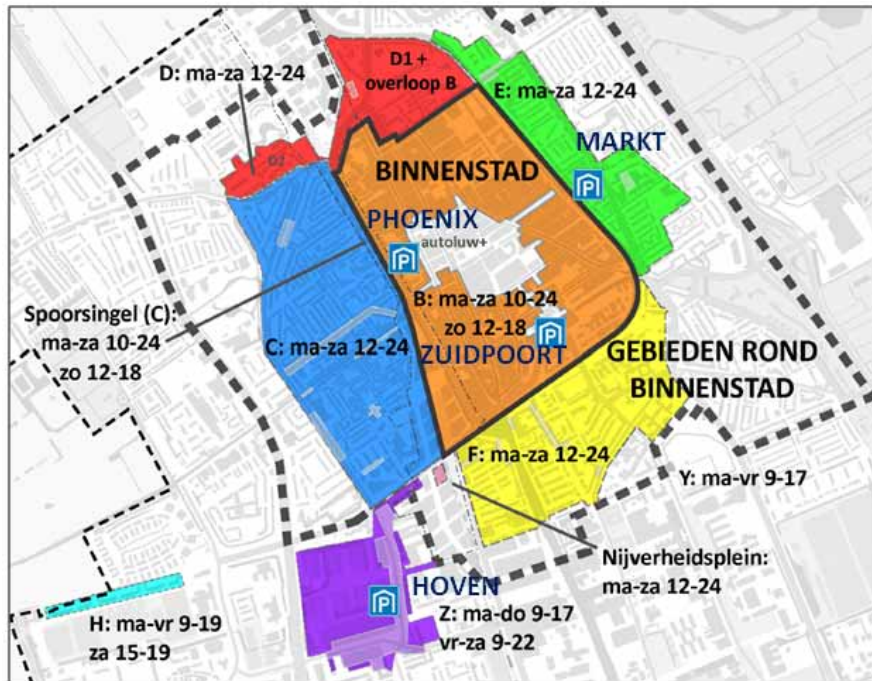 D1 +
overloop B
D: ma-za 12-24
E: ma-za 12-24
D2
MARKT
P
BINNENSTAD
PHOENIX
autoluw+
P
Spoorsingel (C):
ma-za 10-24
zo 12-18
B: ma-za 10-24
zo 12-18
P
C: ma-za 12-24
ZUIDPOORT
GEBIEDEN ROND
BINNENSTAD
F: ma-za 12-24
Y: ma-vr 9-17
Nijverheidsplein:
ma-za 12-24
HOVEN
P
Z: ma-do 9-17
vr-za 9-22
H: ma-vr 9-19
za 15-19